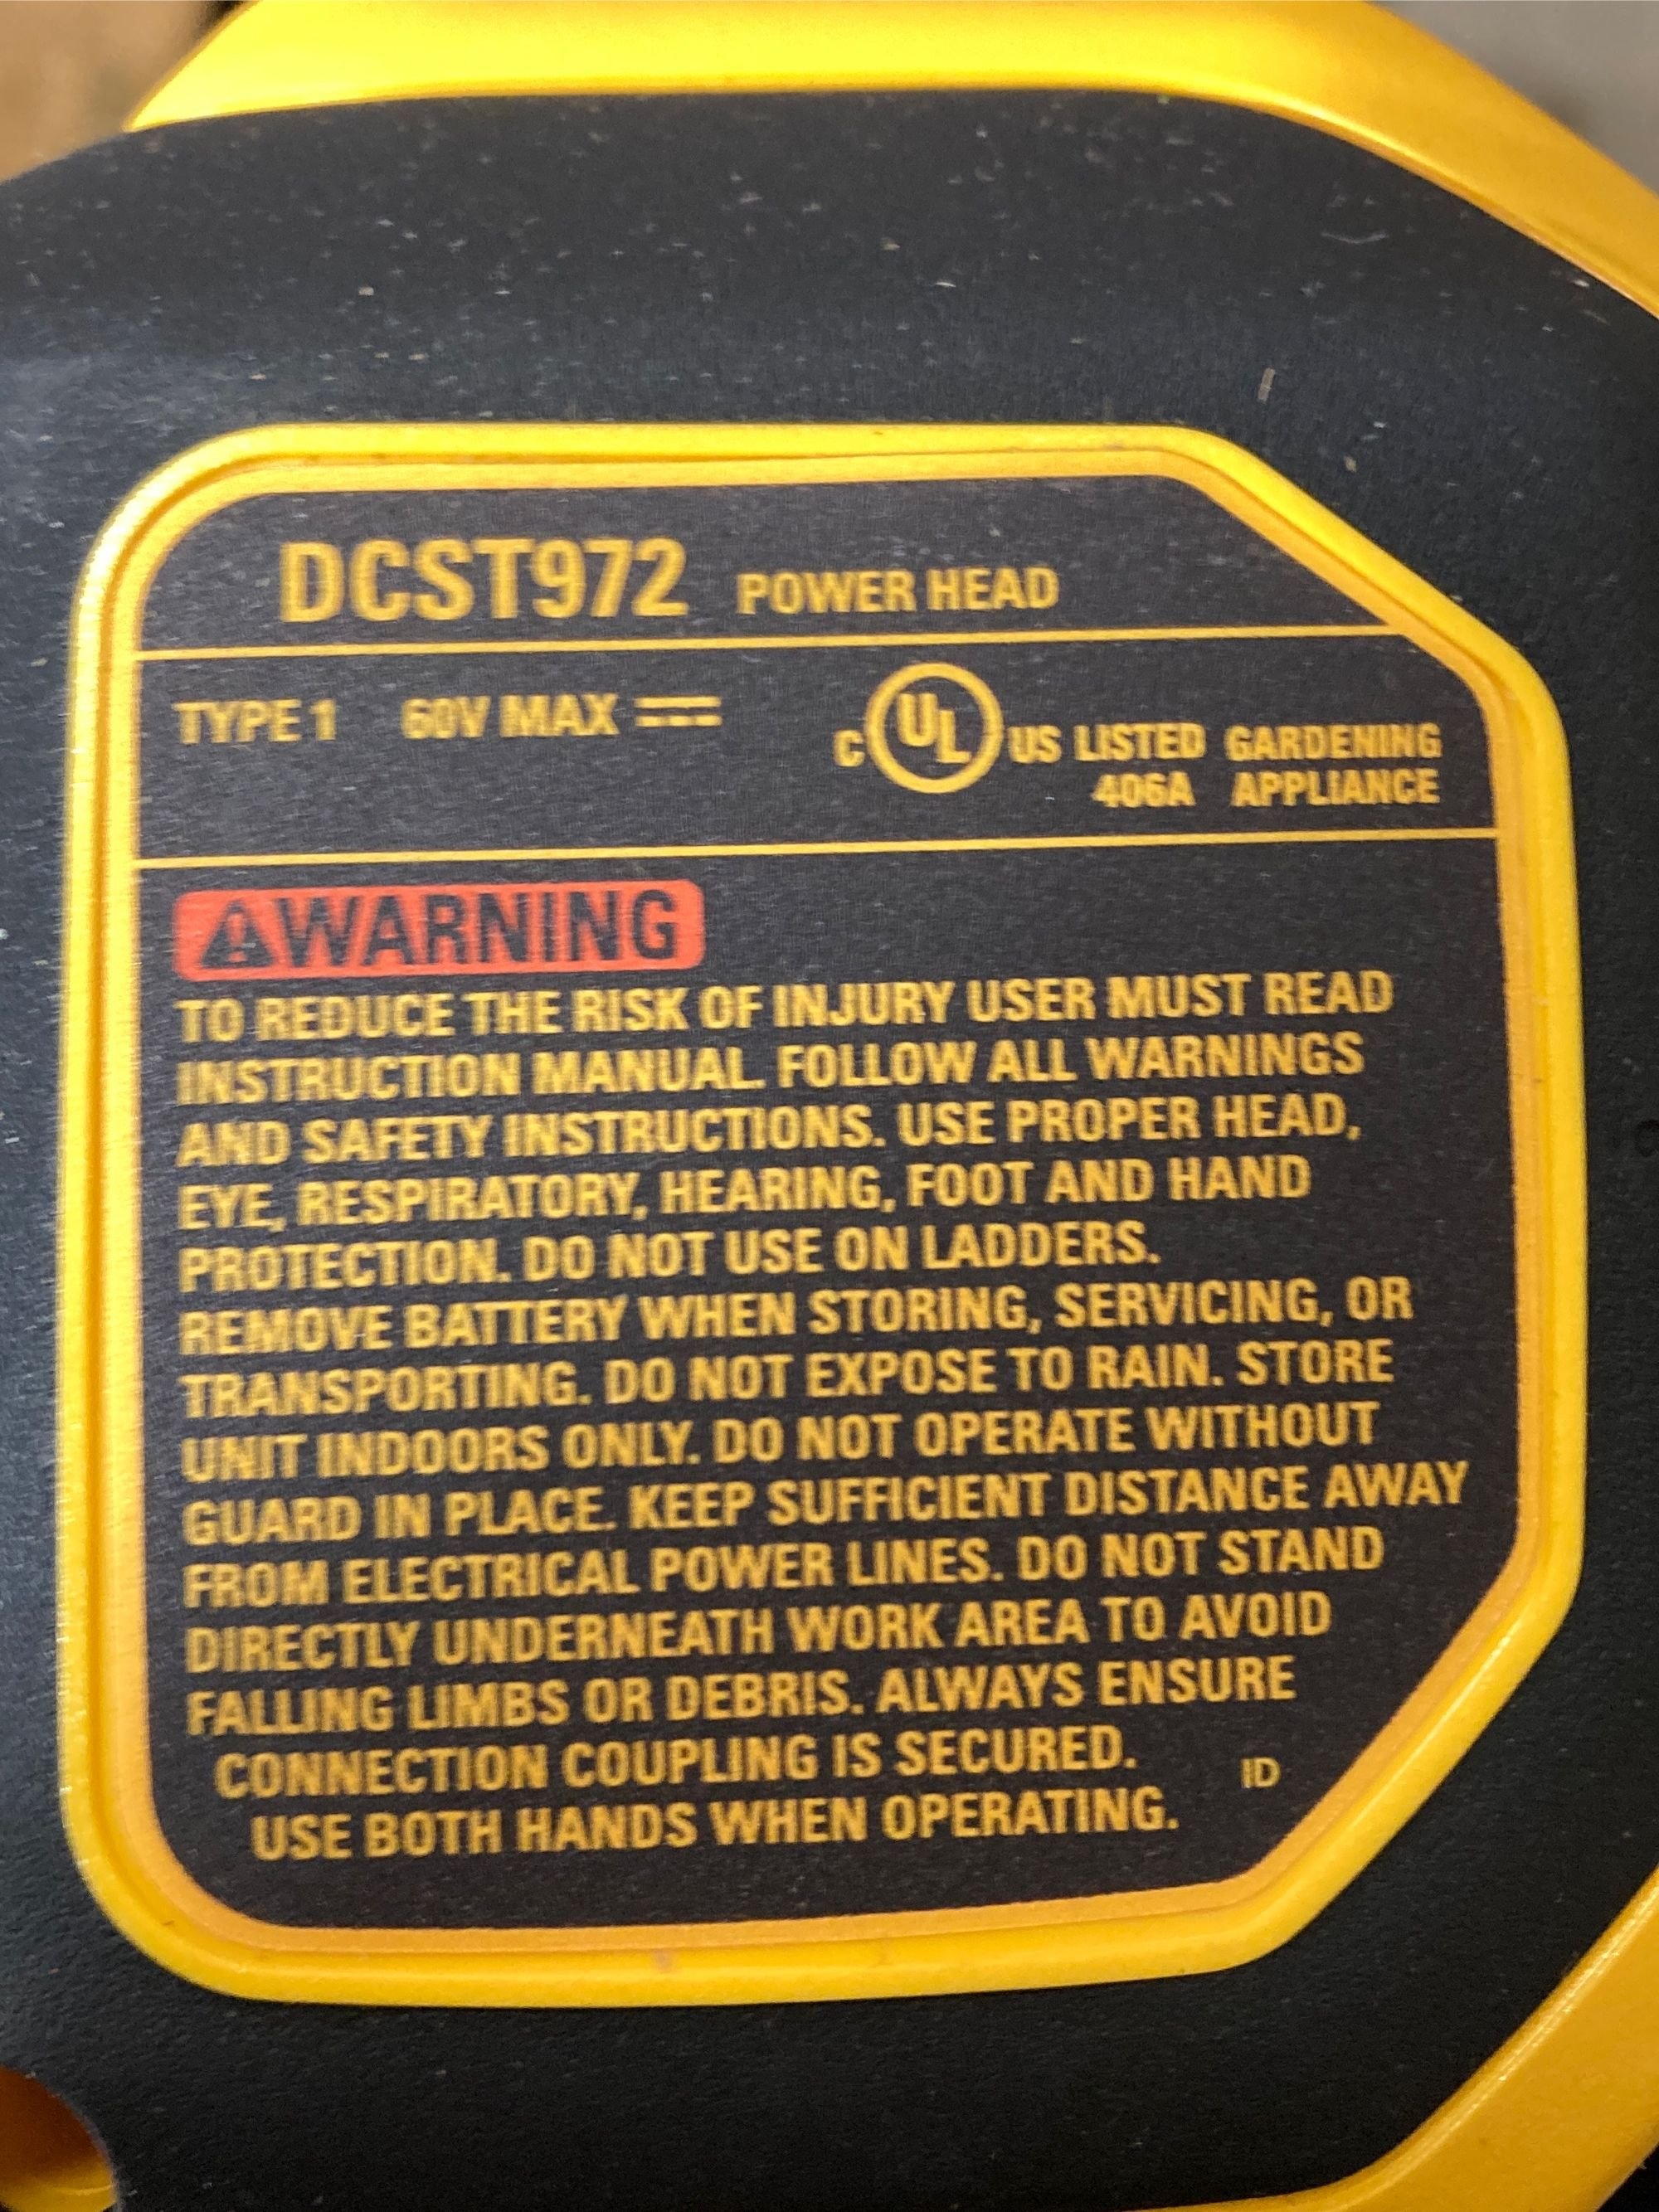 DCST972 POWER HEAD
TYPE 1 60V MAX ⎓
C UL US LISTED GARDENING
406A APPLIANCE
⚠WARNING
TO REDUCE THE RISK OF INJURY USER MUST READ
INSTRUCTION MANUAL. FOLLOW ALL WARNINGS
AND SAFETY INSTRUCTIONS. USE PROPER HEAD,
EYE, RESPIRATORY, HEARING, FOOT AND HAND
PROTECTION. DO NOT USE ON LADDERS.
REMOVE BATTERY WHEN STORING, SERVICING, OR
TRANSPORTING. DO NOT EXPOSE TO RAIN. STORE
UNIT INDOORS ONLY. DO NOT OPERATE WITHOUT
GUARD IN PLACE. KEEP SUFFICIENT DISTANCE AWAY
FROM ELECTRICAL POWER LINES. DO NOT STAND
DIRECTLY UNDERNEATH WORK AREA TO AVOID
FALLING LIMBS OR DEBRIS. ALWAYS ENSURE
CONNECTION COUPLING IS SECURED.
USE BOTH HANDS WHEN OPERATING.
ID